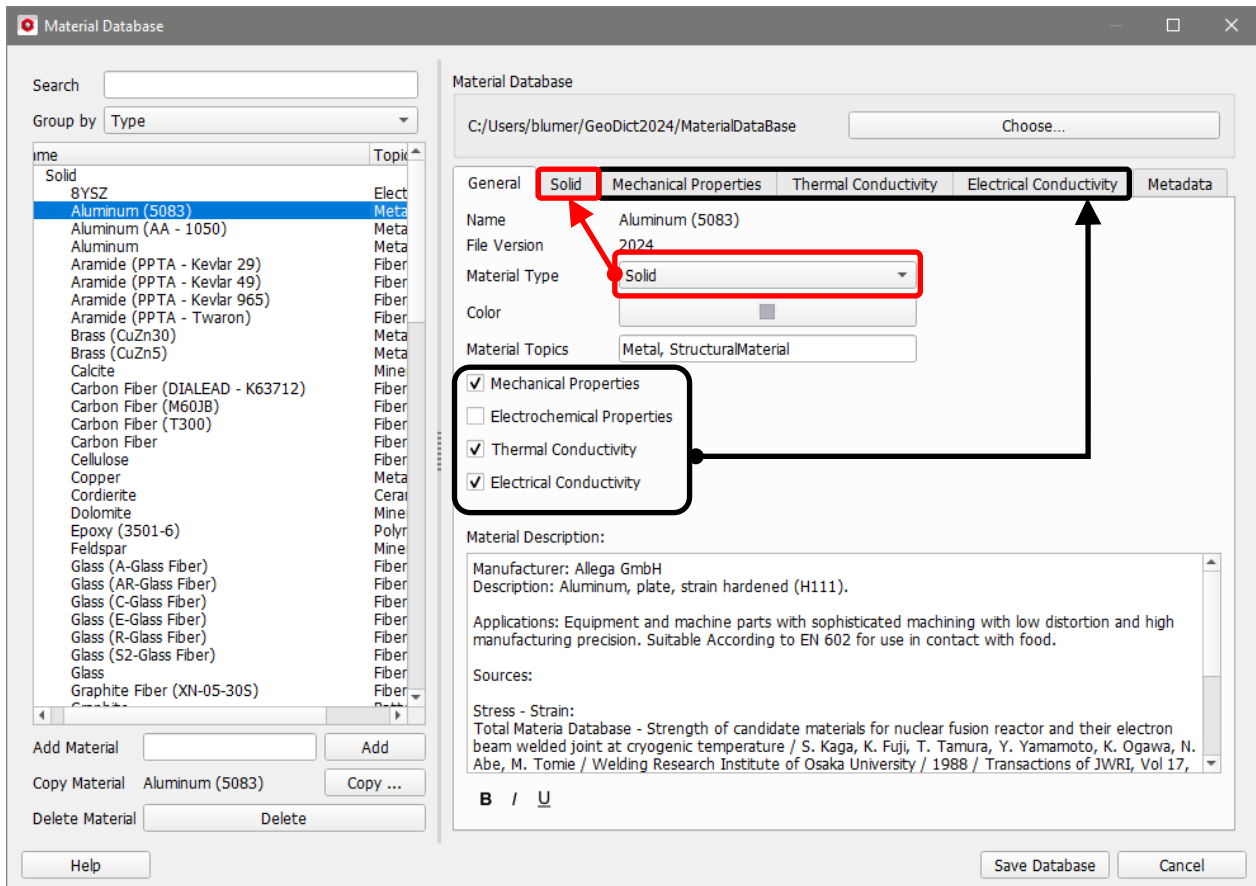 Material Database
Search
Group by Type
ame Topic
Solid
8YSZ Elect
Aluminum (5083) Meta
Aluminum (AA - 1050) Meta
Aluminum Meta
Aramide (PPTA - Kevlar 29) Fiber
Aramide (PPTA - Kevlar 49) Fiber
Aramide (PPTA - Kevlar 965) Fiber
Aramide (PPTA - Twaron) Fiber
Brass (CuZn30) Meta
Brass (CuZn5) Meta
Calcite Mine
Carbon Fiber (DIALEAD - K63712) Fiber
Carbon Fiber (M60JB) Fiber
Carbon Fiber (T300) Fiber
Carbon Fiber Fiber
Cellulose Fiber
Copper Meta
Cordierite Cerar
Dolomite Mine
Epoxy (3501-6) Polyr
Feldspar Mine
Glass (A-Glass Fiber) Fiber
Glass (AR-Glass Fiber) Fiber
Glass (C-Glass Fiber) Fiber
Glass (E-Glass Fiber) Fiber
Glass (R-Glass Fiber) Fiber
Glass (S2-Glass Fiber) Fiber
Glass Fiber
Graphite Fiber (XN-05-30S) Fiber
Add Material Add
Copy Material Aluminum (5083) Copy ...
Delete Material Delete
Help
Material Database
C:/Users/blumer/GeoDict2024/MaterialDataBase Choose...
General Solid Mechanical Properties Thermal Conductivity Electrical Conductivity Metadata
Name Aluminum (5083)
File Version 2024
Material Type Solid
Color
Material Topics Metal, StructuralMaterial
✓ Mechanical Properties
Electrochemical Properties
✓ Thermal Conductivity
✓ Electrical Conductivity
Material Description:
Manufacturer: Allega GmbH
Description: Aluminum, plate, strain hardened (H111).
Applications: Equipment and machine parts with sophisticated machining with low distortion and high
manufacturing precision. Suitable According to EN 602 for use in contact with food.
Sources:
Stress - Strain:
Total Materia Database - Strength of candidate materials for nuclear fusion reactor and their electron
beam welded joint at cryogenic temperature / S. Kaga, K. Fuji, T. Tamura, Y. Yamamoto, K. Ogawa, N.
Abe, M. Tomie / Welding Research Institute of Osaka University / 1988 / Transactions of JWRI, Vol 17,
B I U
Save Database Cancel